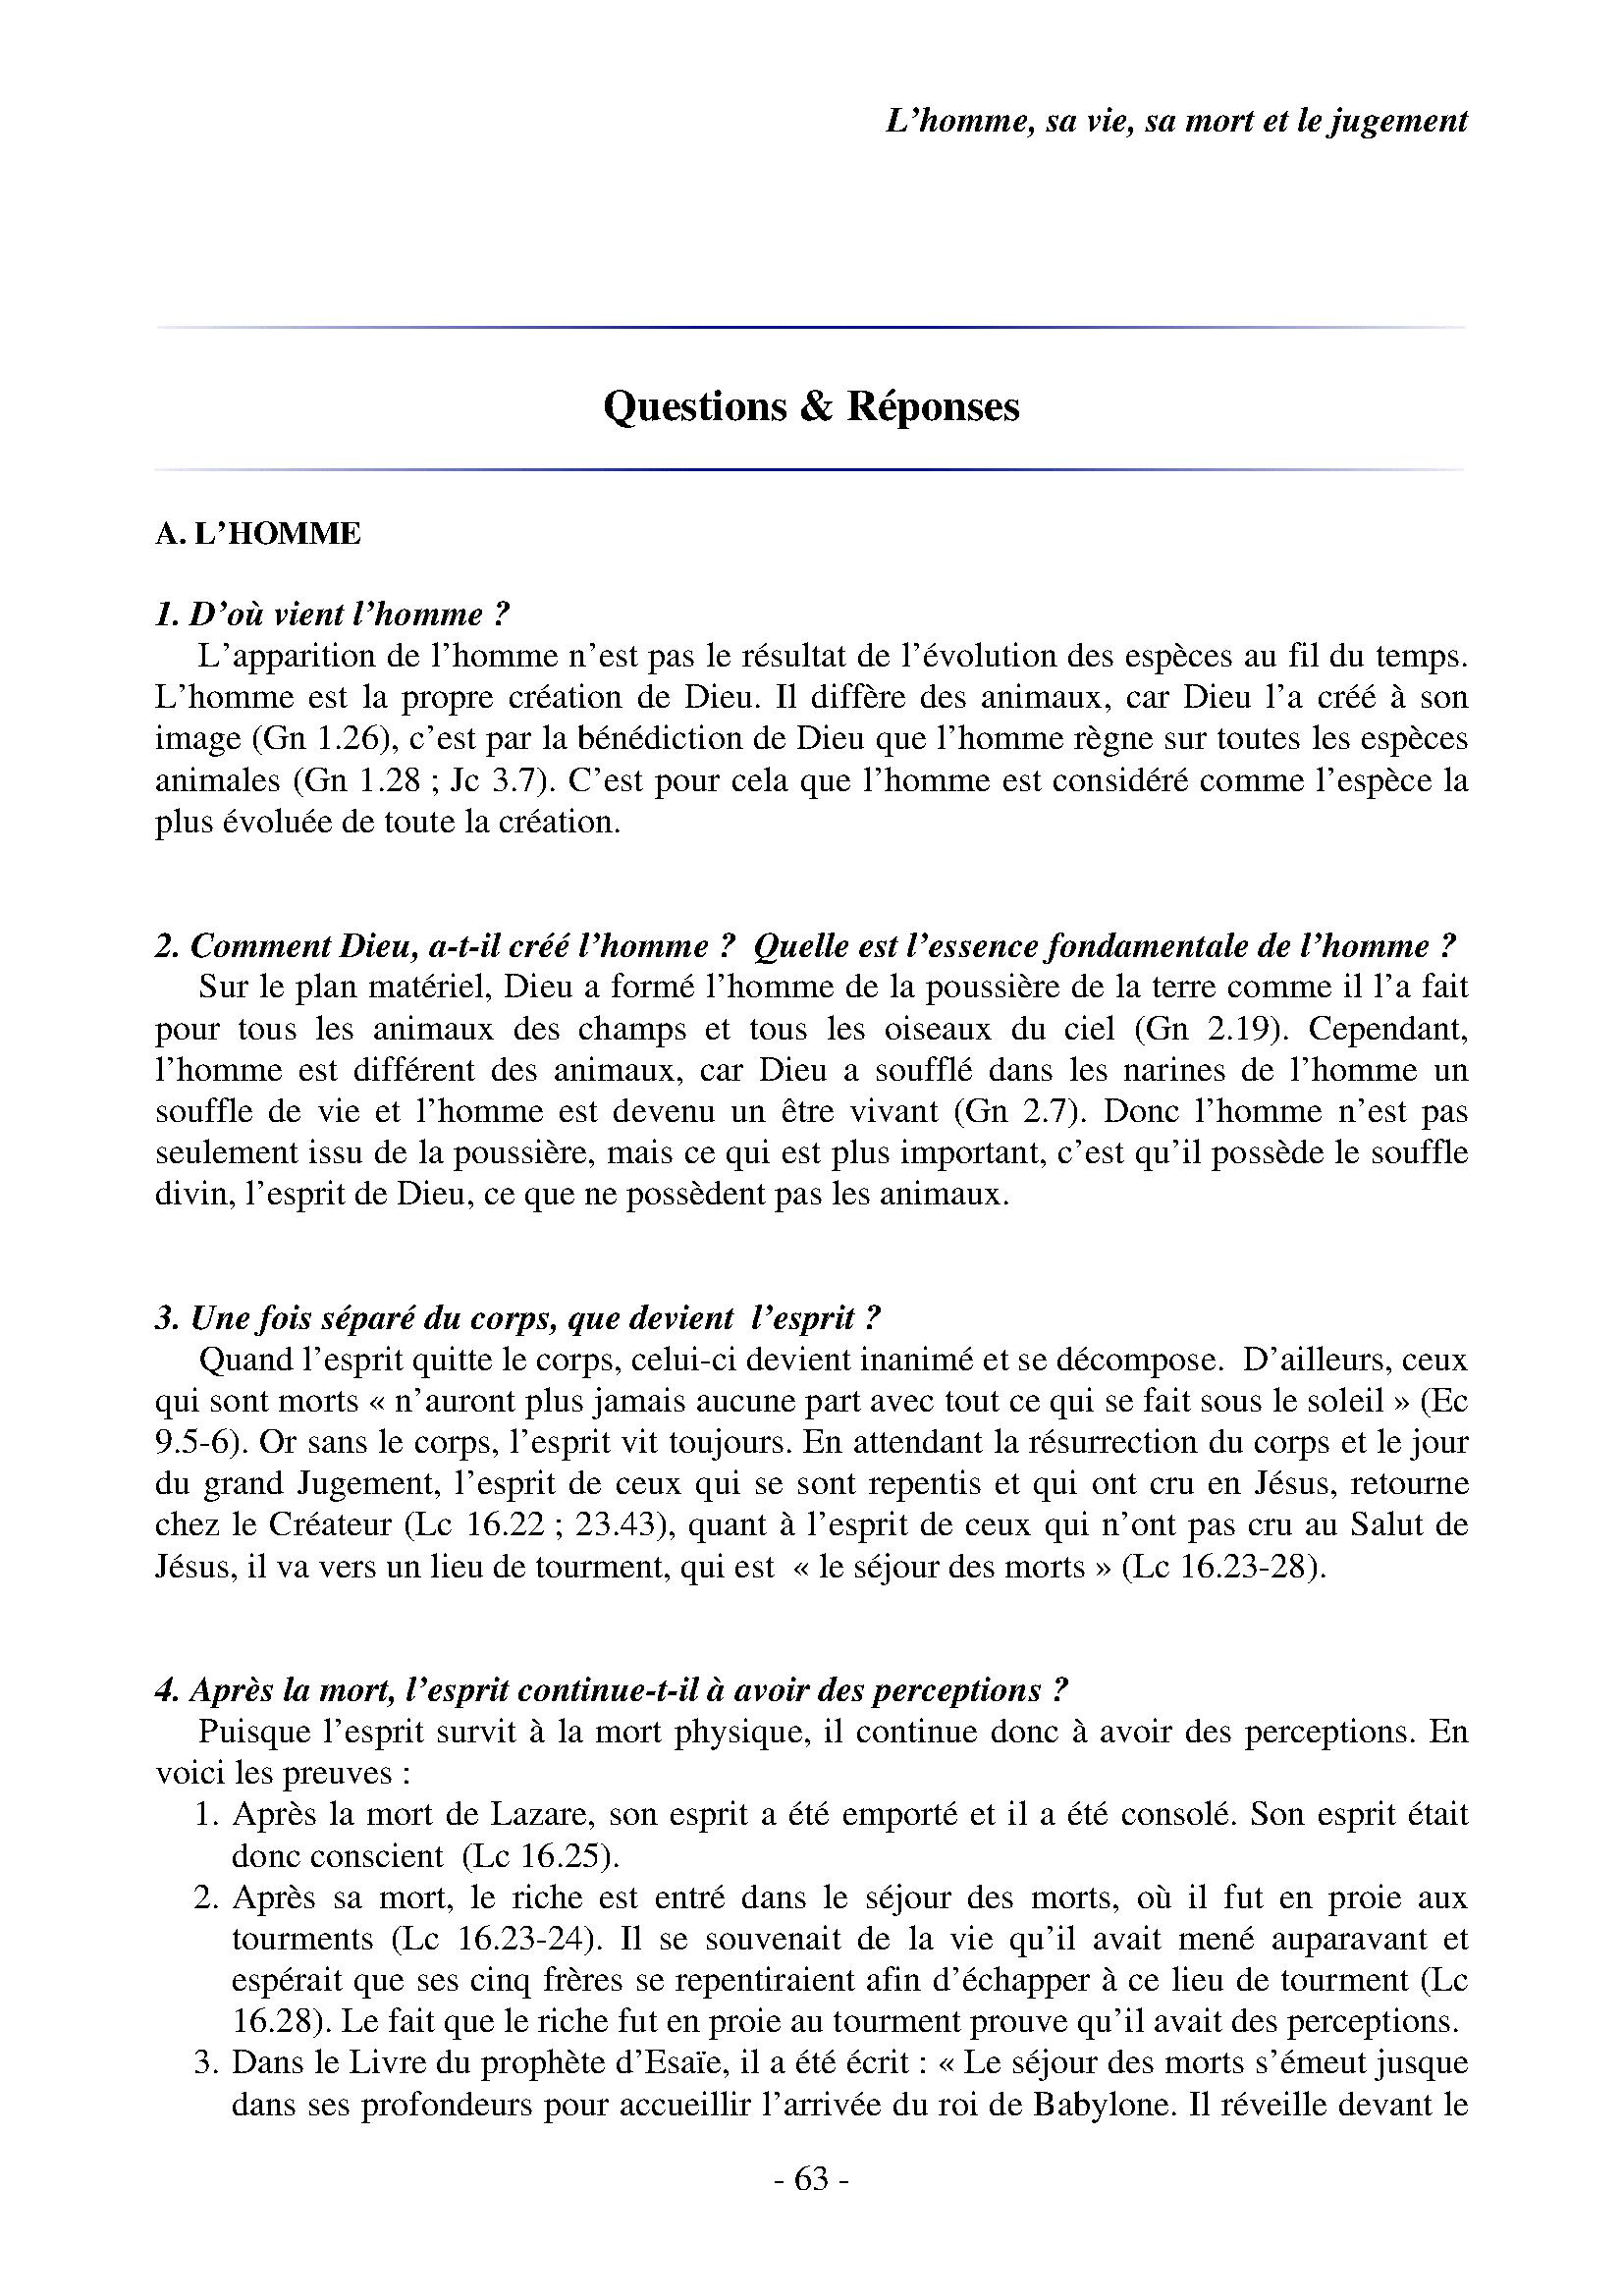 L’homme, sa vie, sa mort et le jugement
Questions & Réponses
A. L’HOMME
1. D’où vient l’homme ?
L’apparition de l’homme n’est pas le résultat de l’évolution des espèces au fil du temps.
L’homme est la propre création de Dieu. Il diffère des animaux, car Dieu l’a créé à son
image (Gn 1.26), c’est par la bénédiction de Dieu que l’homme règne sur toutes les espèces
animales (Gn 1.28 ; Jc 3.7). C’est pour cela que l’homme est considéré comme l’espèce la
plus évoluée de toute la création.
2. Comment Dieu, a-t-il créé l’homme ?  Quelle est l’essence fondamentale de l’homme ?
Sur le plan matériel, Dieu a formé l’homme de la poussière de la terre comme il l’a fait
pour tous les animaux des champs et tous les oiseaux du ciel (Gn 2.19). Cependant,
l’homme est différent des animaux, car Dieu a soufflé dans les narines de l’homme un
souffle de vie et l’homme est devenu un être vivant (Gn 2.7). Donc l’homme n’est pas
seulement issu de la poussière, mais ce qui est plus important, c’est qu’il possède le souffle
divin, l’esprit de Dieu, ce que ne possèdent pas les animaux.
3. Une fois séparé du corps, que devient  l’esprit ?
Quand l’esprit quitte le corps, celui-ci devient inanimé et se décompose.  D’ailleurs, ceux
qui sont morts « n’auront plus jamais aucune part avec tout ce qui se fait sous le soleil » (Ec
9.5-6). Or sans le corps, l’esprit vit toujours. En attendant la résurrection du corps et le jour
du grand Jugement, l’esprit de ceux qui se sont repentis et qui ont cru en Jésus, retourne
chez le Créateur (Lc 16.22 ; 23.43), quant à l’esprit de ceux qui n’ont pas cru au Salut de
Jésus, il va vers un lieu de tourment, qui est  « le séjour des morts » (Lc 16.23-28).
4. Après la mort, l’esprit continue-t-il à avoir des perceptions ?
Puisque l’esprit survit à la mort physique, il continue donc à avoir des perceptions. En
voici les preuves :
1. Après la mort de Lazare, son esprit a été emporté et il a été consolé. Son esprit était
donc conscient  (Lc 16.25).
2. Après sa mort, le riche est entré dans le séjour des morts, où il fut en proie aux
tourments (Lc 16.23-24). Il se souvenait de la vie qu’il avait mené auparavant et
espérait que ses cinq frères se repentiraient afin d’échapper à ce lieu de tourment (Lc
16.28). Le fait que le riche fut en proie au tourment prouve qu’il avait des perceptions.
3. Dans le Livre du prophète d’Esaïe, il a été écrit : « Le séjour des morts s’émeut jusque
dans ses profondeurs pour accueillir l’arrivée du roi de Babylone. Il réveille devant le
- 63 -